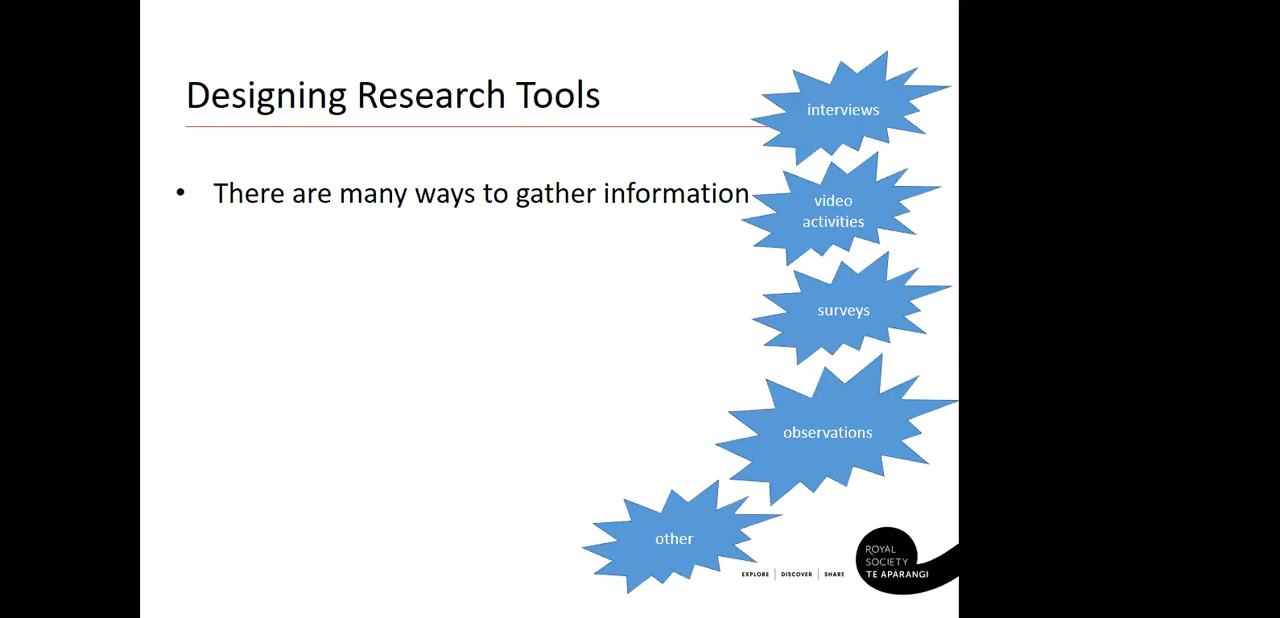 Designing Research Tools
interviews
• There are many ways to gather information
video
activities
surveys
observations
other
EXPLORE | DISCOVER | SHARE
ROYAL
SOCIETY
TE APĀRANGI